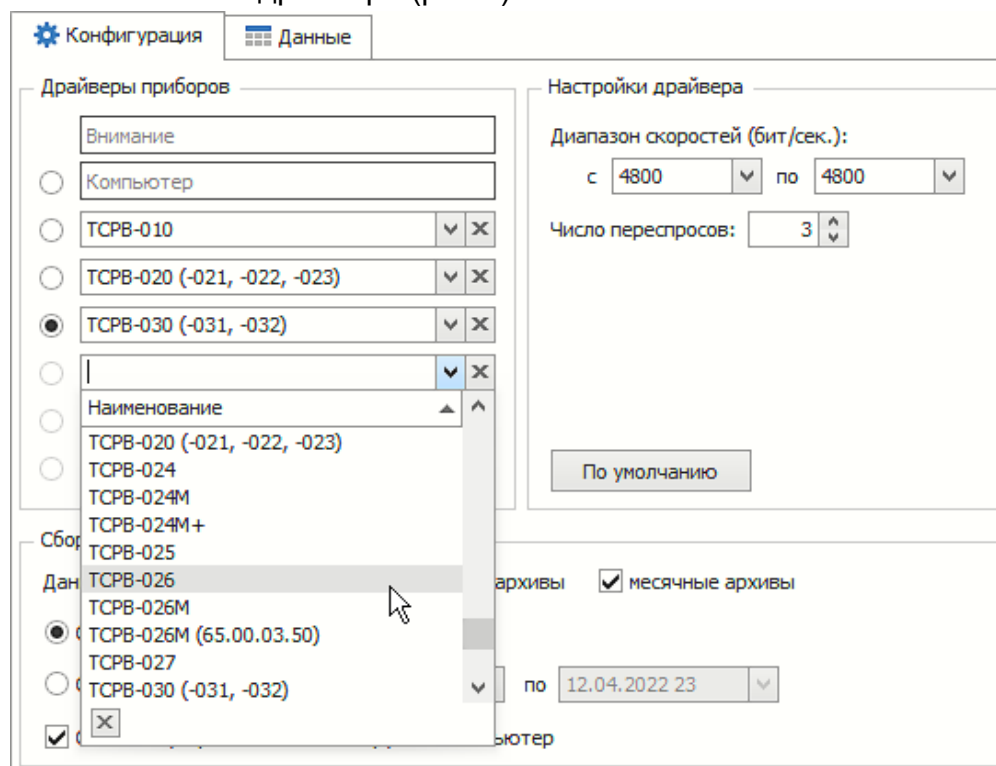 Конфигурация
Данные
Драйверы приборов
Внимание
Компьютер
ТСРВ-010
ТСРВ-020 (-021, -022, -023)
ТСРВ-030 (-031, -032)
Наименование
ТСРВ-020 (-021, -022, -023)
ТСРВ-024
ТСРВ-024М
ТСРВ-024М+
ТСРВ-025
ТСРВ-026
ТСРВ-026М
ТСРВ-026М (65.00.03.50)
ТСРВ-027
ТСРВ-030 (-031, -032)
Настройки драйвера
Диапазон скоростей (бит/сек.):
с 4800 по 4800
Число переспросов: 3
По умолчанию
архивы месячные архивы
по 12.04.2022 23